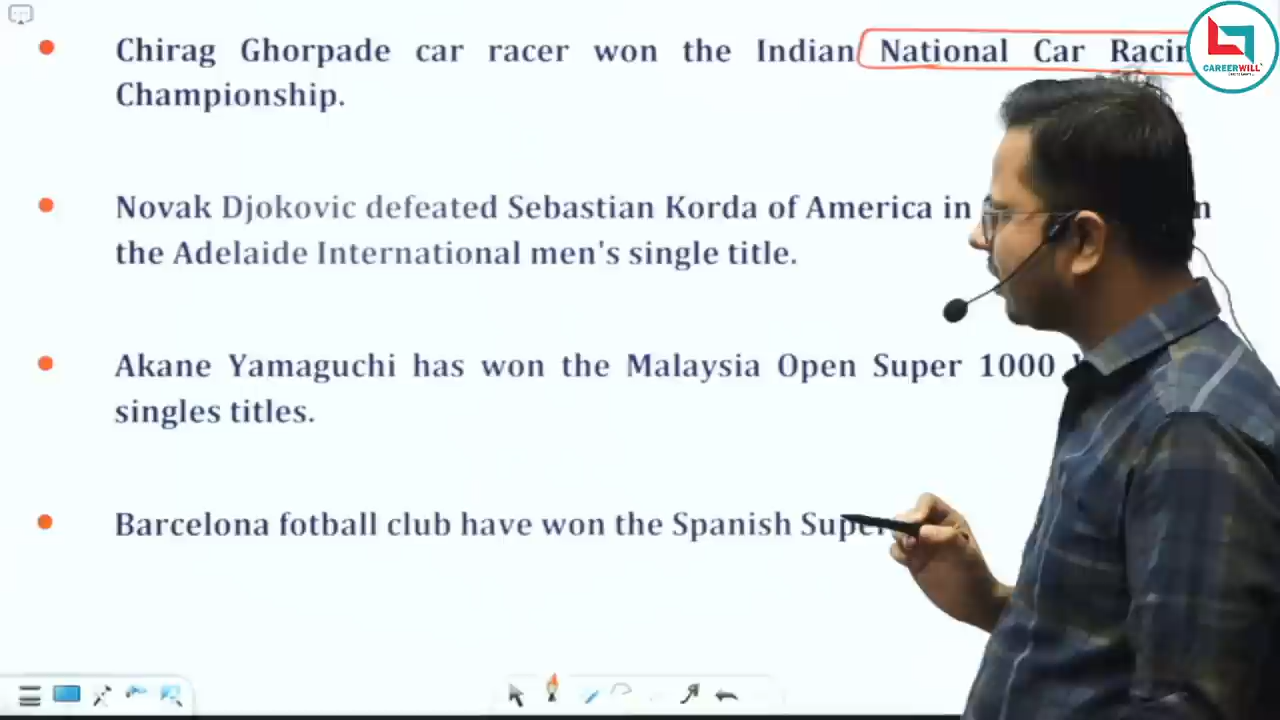 Chirag Ghorpade car racer won the Indian National Car
Championship.
Novak Djokovic defeated Sebastian Korda of America in
the Adelaide International men's single title.
Akane Yamaguchi has won the Malaysia Open Super 1000
singles titles.
Barcelona fotball club have won the Spanish
CAREERWILL